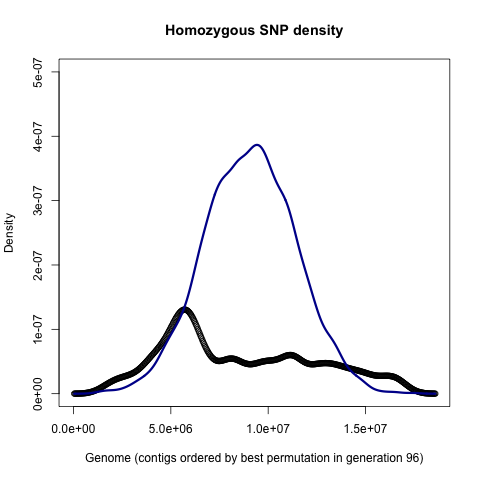 Homozygous SNP density
5e-07
4e-07
3e-07
2e-07
1e-07
0e+00
Density
0.0e+00 5.0e+06 1.0e+07 1.5e+07
Genome (contigs ordered by best permutation in generation 96)